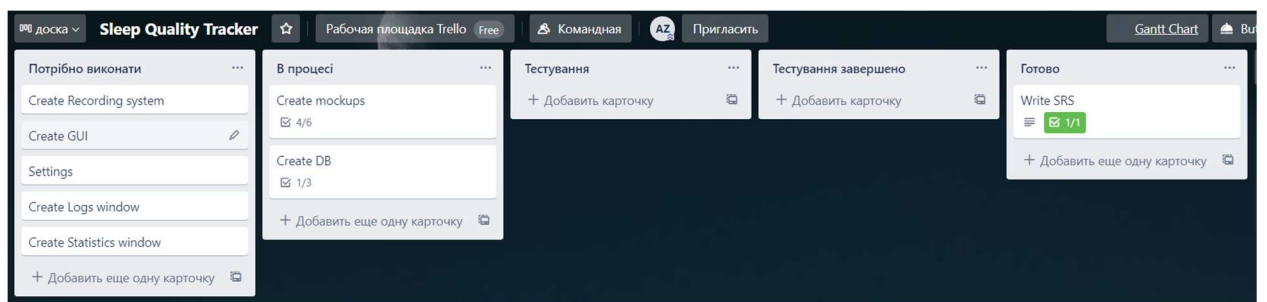 доска Sleep Quality Tracker Рабочая площадка Trello Free Командная AZ Пригласить Gantt Chart
Потрібно виконати
Create Recording system
Create GUI
Settings
Create Logs window
Create Statistics window
+ Добавить еще одну карточку
В процесі
Create mockups
4/6
Create DB
1/3
+ Добавить еще одну карточку
Тестування
+ Добавить карточку
Тестування завершено
+ Добавить карточку
Готово
Write SRS
1/1
+ Добавить еще одну карточку